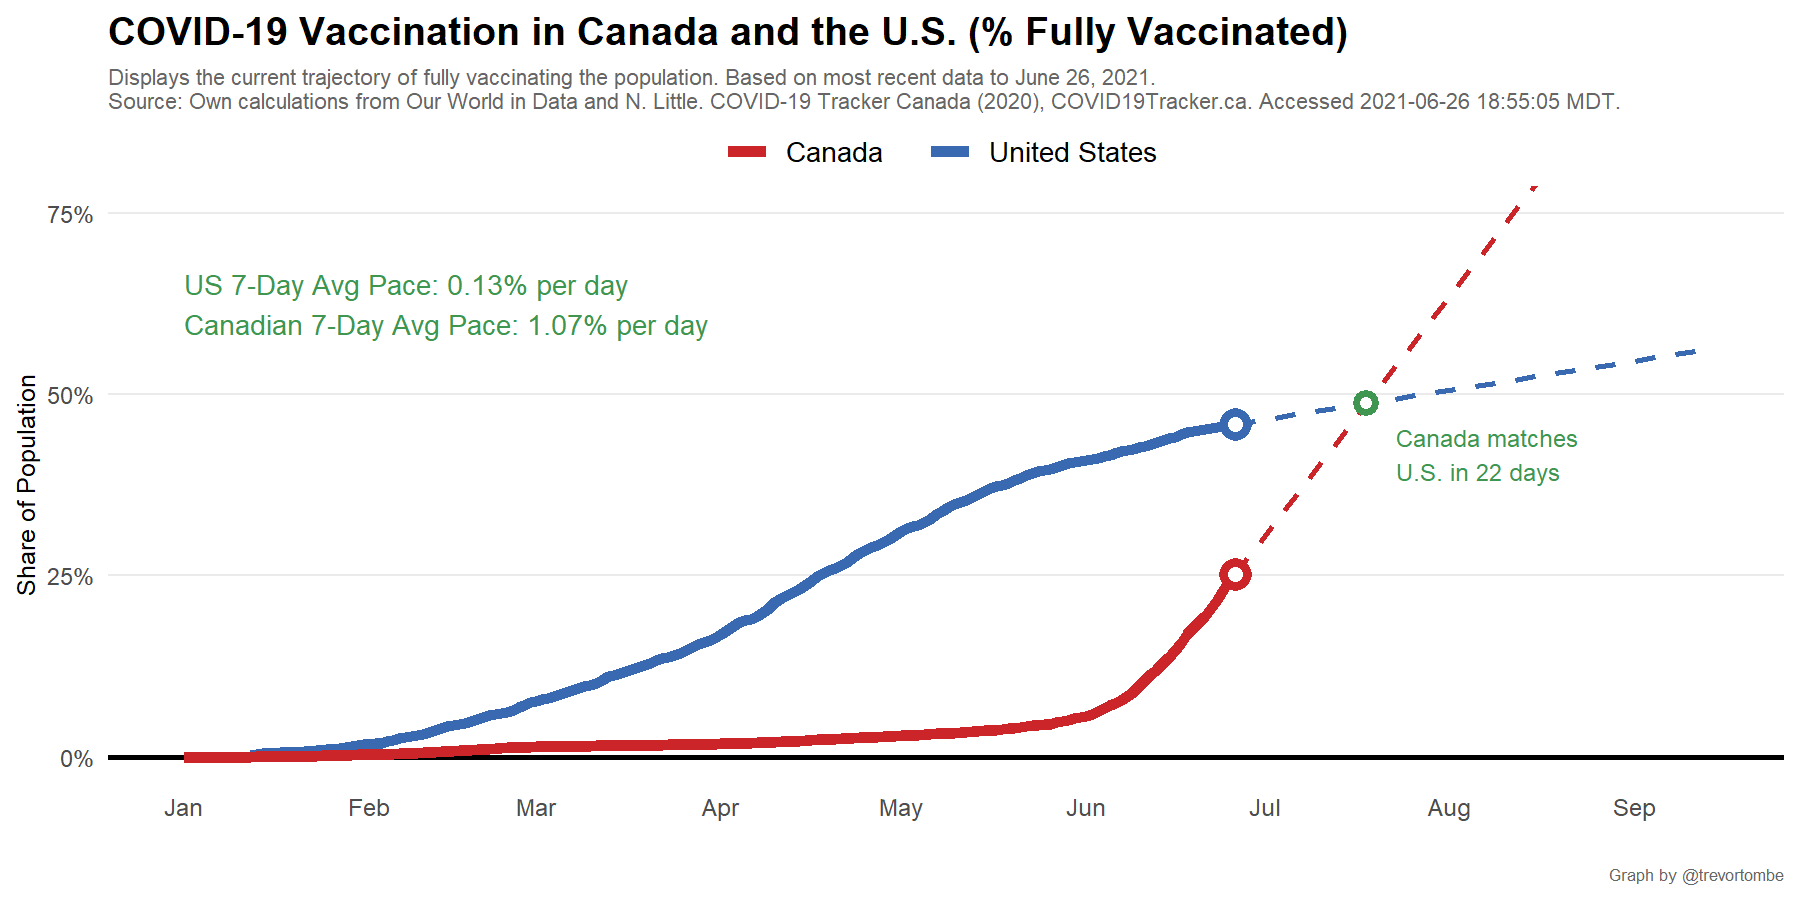 COVID-19 Vaccination in Canada and the U.S. (% Fully Vaccinated)
Displays the current trajectory of fully vaccinating the population. Based on most recent data to June 26, 2021.
Source: Own calculations from Our World in Data and N. Little. COVID-19 Tracker Canada (2020), COVID19Tracker.ca. Accessed 2021-06-26 18:55:05 MDT.
Canada United States
75%
US 7-Day Avg Pace: 0.13% per day
Canadian 7-Day Avg Pace: 1.07% per day
Share of Population
50%
Canada matches
U.S. in 22 days
25%
0%
Jan Feb Mar Apr May Jun Jul Aug Sep
Graph by @trevortombe